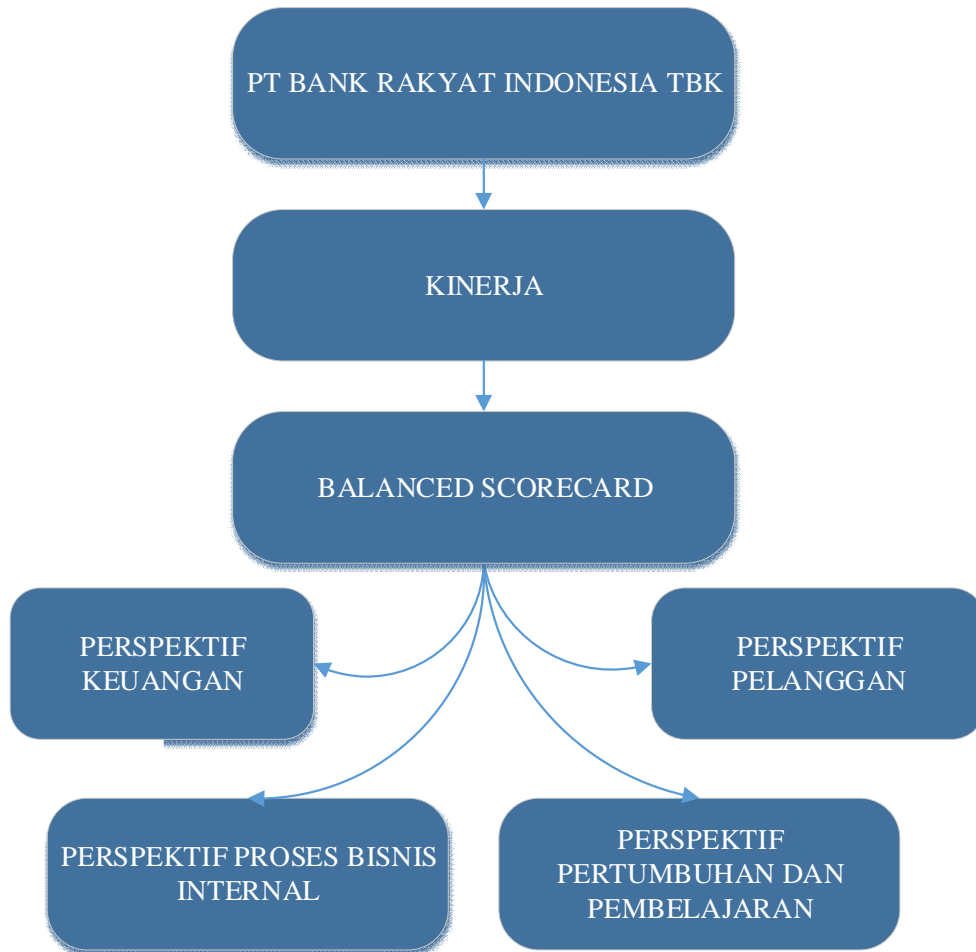 PT BANK RAKYAT INDONESIA TBK
KINERJA
BALANCED SCORECARD
PERSPEKTIF
KEUANGAN
PERSPEKTIF
PELANGGAN
PERSPEKTIF PROSES BISNIS
INTERNAL
PERSPEKTIF
PERTUMBUHAN DAN
PEMBELAJARAN